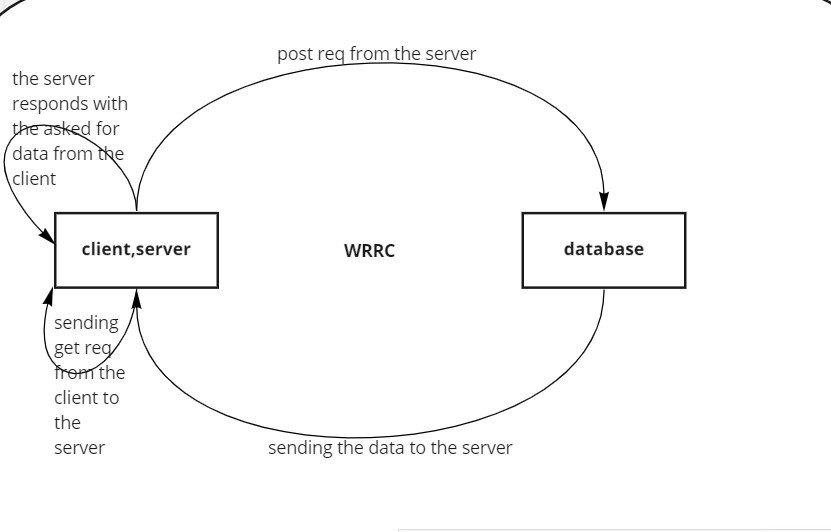 post req from the server
the server
responds with
the asked for
data from the
client
client,server
WRRC
database
sending
get req
from the
client to
the
server
sending the data to the server